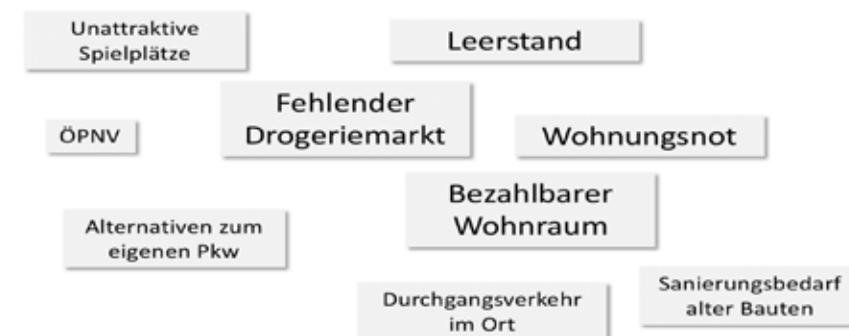 Unattraktive
Spielplätze
Leerstand
Fehlender
Drogeriemarkt
ÖPNV
Wohnungsnot
Bezahlbarer
Wohnraum
Alternativen zum
eigenen Pkw
Durchgangsverkehr
im Ort
Sanierungsbedarf
alter Bauten